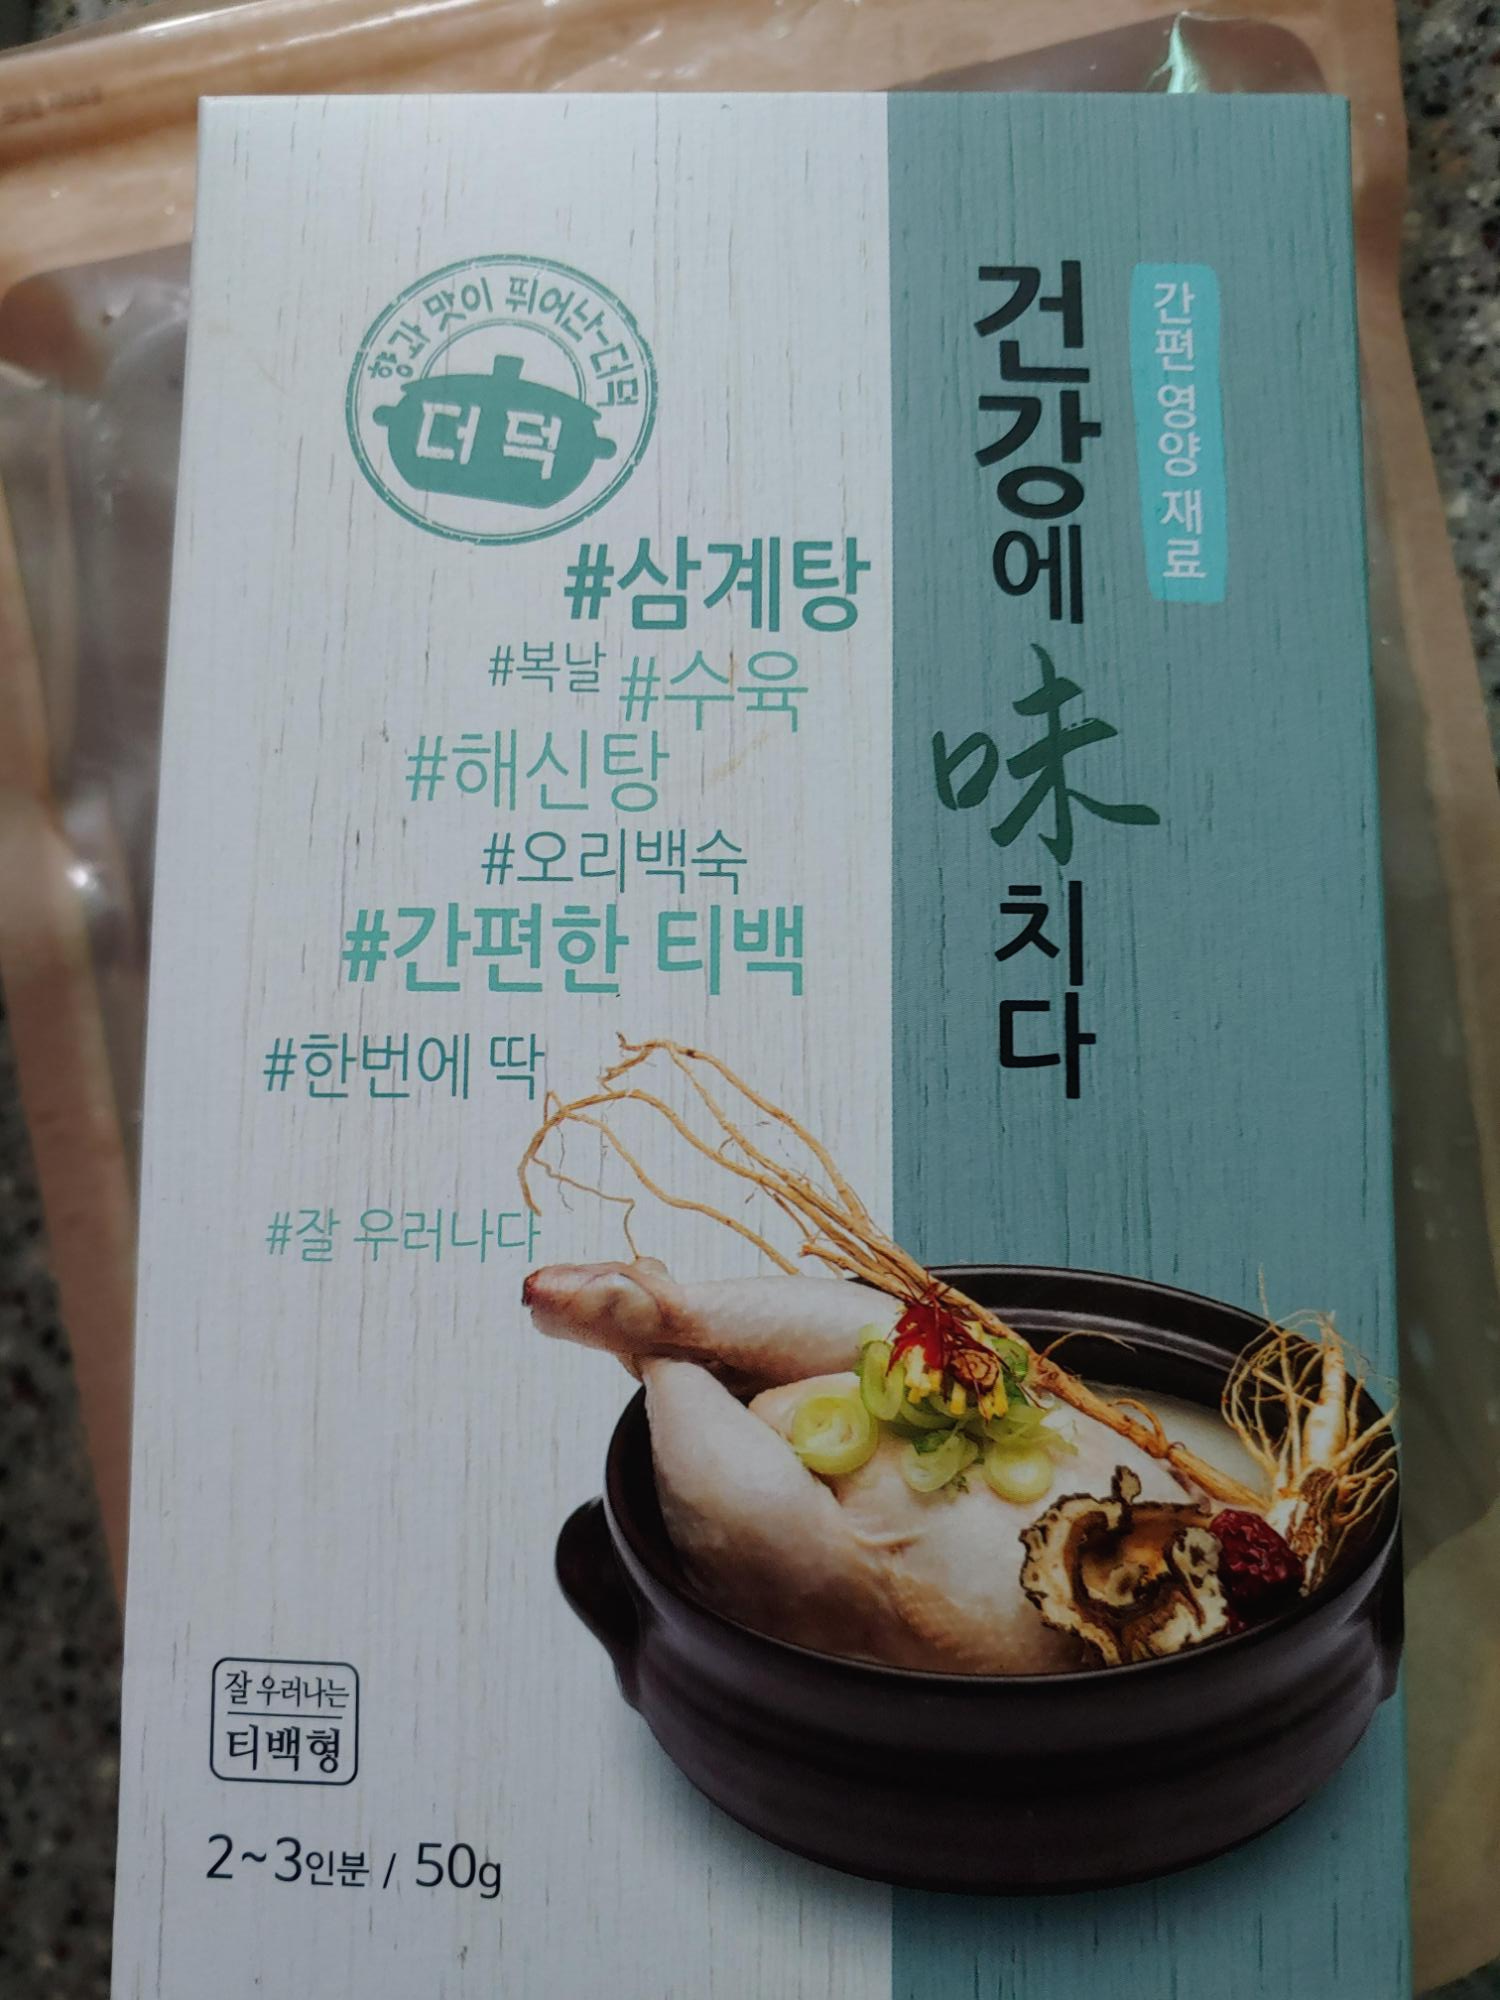 향과 맛이 뛰어난-더덕
더덕
#삼계탕
#복날 #수육
#해신탕
#오리백숙
#간편한 티백
#한번에 딱
#잘 우러나다
잘 우러나는
티백형
2~3인분 / 50g
간편 영양 재료
건강에 味치다